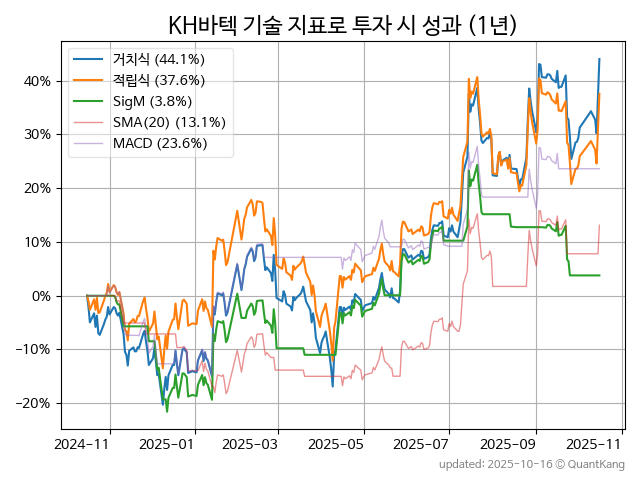 KH바텍 기술 지표로 투자 시 성과 (1년)
거치식 (44.1%)
적립식 (37.6%)
SigM (3.8%)
SMA(20) (13.1%)
MACD (23.6%)
40%
30%
20%
10%
0%
−10%
−20%
2024-11 2025-01 2025-03 2025-05 2025-07 2025-09 2025-11
updated: 2025-10-16 © QuantKang